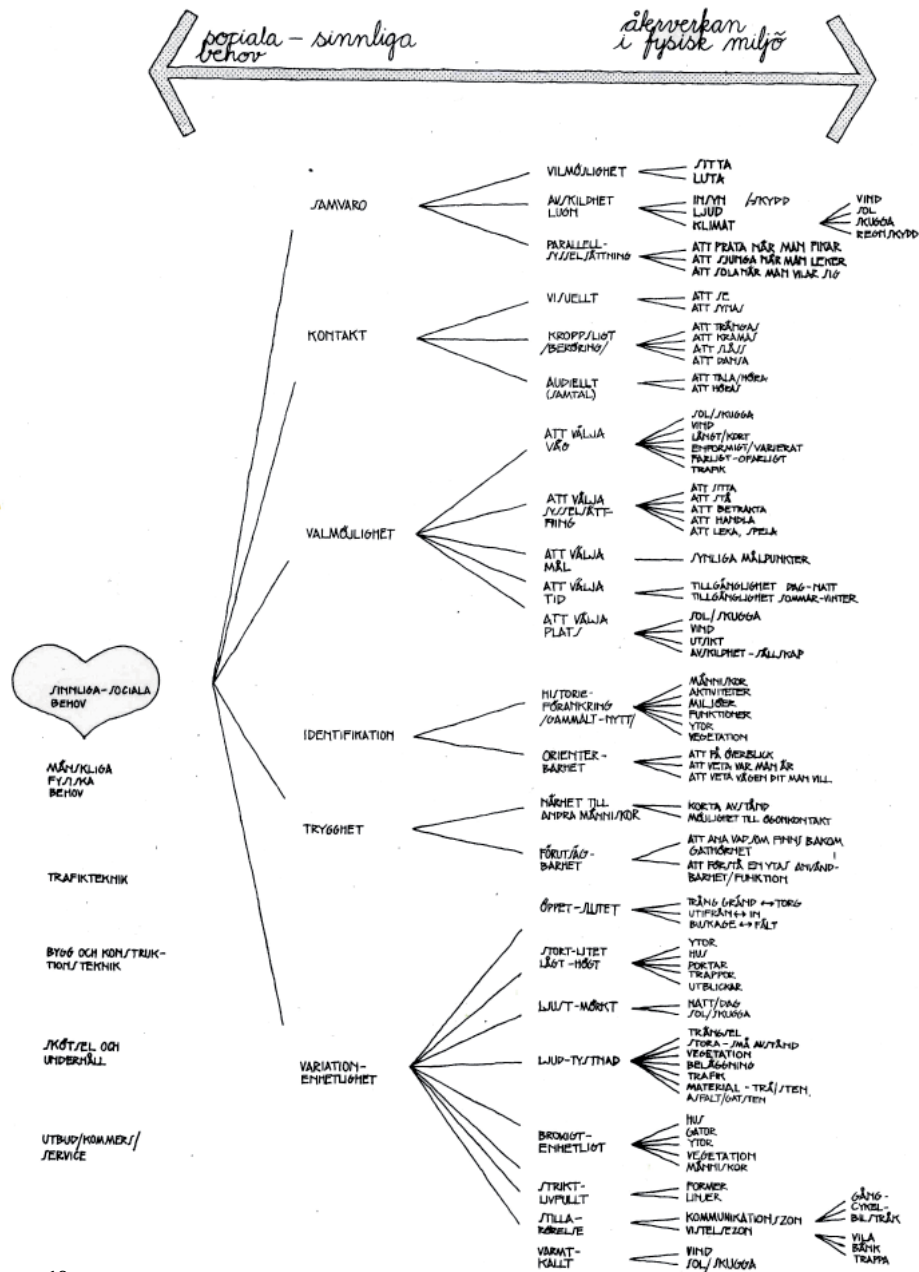 sociala – sinnliga
behov
återverkan
i fysisk miljö
SINNLIGA-SOCIALA
BEHOV
MÄNSKLIGA
FYSISKA
BEHOV
TRAFIKTEKNIK
BYGG OCH KONSTRUK-
TIONSTEKNIK
SKÖTSEL OCH
UNDERHÅLL
UTBUD/KOMMERS/
SERVICE
SAMVARO
VILMÖJLIGHET
SITTA
LUTA
AVSKILDHET
LUGN
INSYN /SKYDD
LJUD
KLIMAT
VIND
SOL
SKUGGA
REGNSKYDD
PARALLELL-
SYSSELSÄTTNING
ATT PRATA NÄR MAN FIKAR
ATT SJUNGA NÄR MAN LEKER
ATT SOLA NÄR MAN VILAR SIG
KONTAKT
VISUELLT
ATT SE
ATT SYNAS
KROPPSLIGT
/BERÖRING/
ATT TRÄNGAS
ATT KRAMAS
ATT SLÅSS
ATT DANSA
AUDIELLT
(SAMTAL)
ATT TALA/HÖRA
ATT HÖRAS
VALMÖJLIGHET
ATT VÄLJA
VÄG
SOL/SKUGGA
VIND
LÅNGT/KORT
ENFORMIGT/VARIERAT
FARLIGT-OFARLIGT
TRAFIK
ATT VÄLJA
SYSSELSÄTT-
NING
ATT SITTA
ATT STÅ
ATT BETRAKTA
ATT HANDLA
ATT LEKA, SPELA
ATT VÄLJA
MÅL
SYNLIGA MÅLPUNKTER
ATT VÄLJA
TID
TILLGÄNGLIGHET DAG-NATT
TILLGÄNGLIGHET SOMMAR-VINTER
ATT VÄLJA
PLATS
SOL/SKUGGA
VIND
UTSIKT
AVSKILDHET-SÄLLSKAP
IDENTIFIKATION
HISTORIE-
FÖRANKRING
/GAMMALT-NYTT/
MÄNNISKOR
AKTIVITETER
MILJÖER
FUNKTIONER
YTOR
VEGETATION
ORIENTER-
BARHET
ATT FÅ ÖVERBLICK
ATT VETA VAR MAN ÄR
ATT VETA VÄGEN DIT MAN VILL
TRYGGHET
NÄRHET TILL
ANDRA MÄNNISKOR
KORTA AVSTÅND
MÖJLIGHET TILL ÖGONKONTAKT
FÖRUTSÄG-
BARHET
ATT ANA VAD SOM FINNS BAKOM
GATHÖRNET
ATT FÖRSTÅ EN YTAS ANVÄND-
BARHET/FUNKTION
VARIATION-
ENHETLIGHET
ÖPPET-SLUTET
TRÅNG GRÄND ↔ TORG
UTIFRÅN ↔ IN
BUSKAGE ↔ FÄLT
STORT-LITET
LÅGT-HÖGT
YTOR
HUS
PORTAR
TRAPPOR
UTBLICKAR
LJUST-MÖRKT
NATT/DAG
SOL/SKUGGA
LJUD-TYSTNAD
TRÄNGSEL
STORA-SMÅ AVSTÅND
VEGETATION
BELÄGGNING
TRAFIK
MATERIAL - TRÄ/STEN
ASFALT/GATSTEN
BROKIGT-
ENHETLIGT
HUS
GATOR
YTOR
VEGETATION
MÄNNISKOR
STRIKT-
LIVFULLT
FORMER
LINJER
STILLA-
RÖRELSE
KOMMUNIKATIONSZON
VISTELSEZON
GÅNG-
CYKEL-
BILSTRÅK
VILA
BÄNK
TRAPPA
VARMT-
KALLT
VIND
SOL/SKUGGA